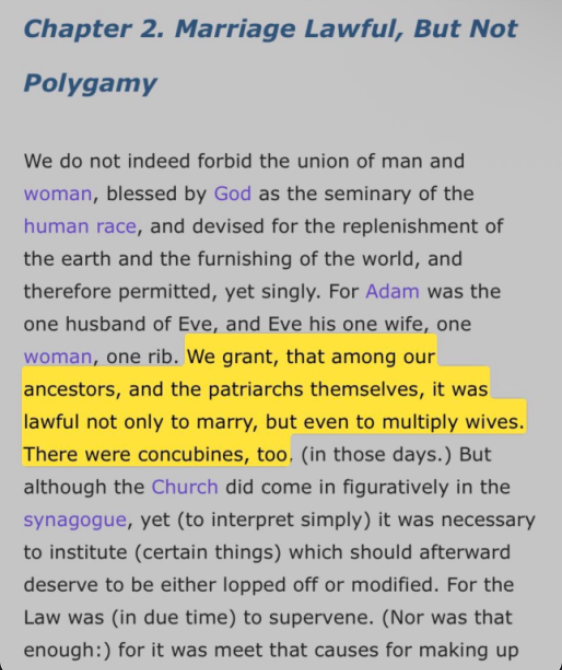 Chapter 2. Marriage Lawful, But Not
Polygamy
We do not indeed forbid the union of man and
woman, blessed by God as the seminary of the
human race, and devised for the replenishment of
the earth and the furnishing of the world, and
therefore permitted, yet singly. For Adam was the
one husband of Eve, and Eve his one wife, one
woman, one rib. We grant, that among our
ancestors, and the patriarchs themselves, it was
lawful not only to marry, but even to multiply wives.
There were concubines, too. (in those days.) But
although the Church did come in figuratively in the
synagogue, yet (to interpret simply) it was necessary
to institute (certain things) which should afterward
deserve to be either lopped off or modified. For the
Law was (in due time) to supervene. (Nor was that
enough:) for it was meet that causes for making up